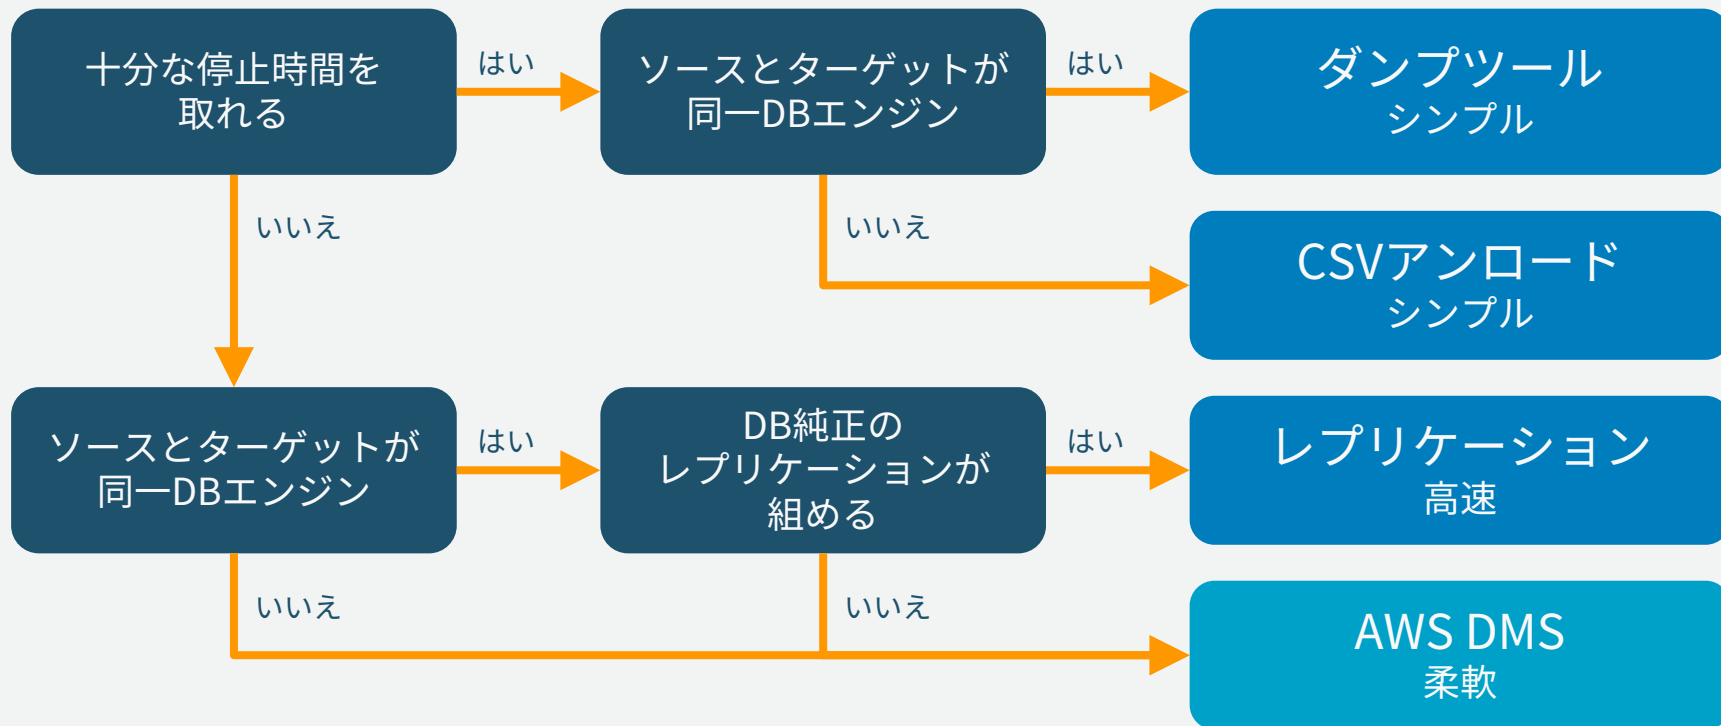 十分な停止時間を
取れる
はい
ソースとターゲットが
同一DBエンジン
はい
ダンプツール
シンプル
いいえ
いいえ
CSVアンロード
シンプル
ソースとターゲットが
同一DBエンジン
はい
DB純正の
レプリケーションが
組める
はい
レプリケーション
高速
いいえ
いいえ
AWS DMS
柔軟